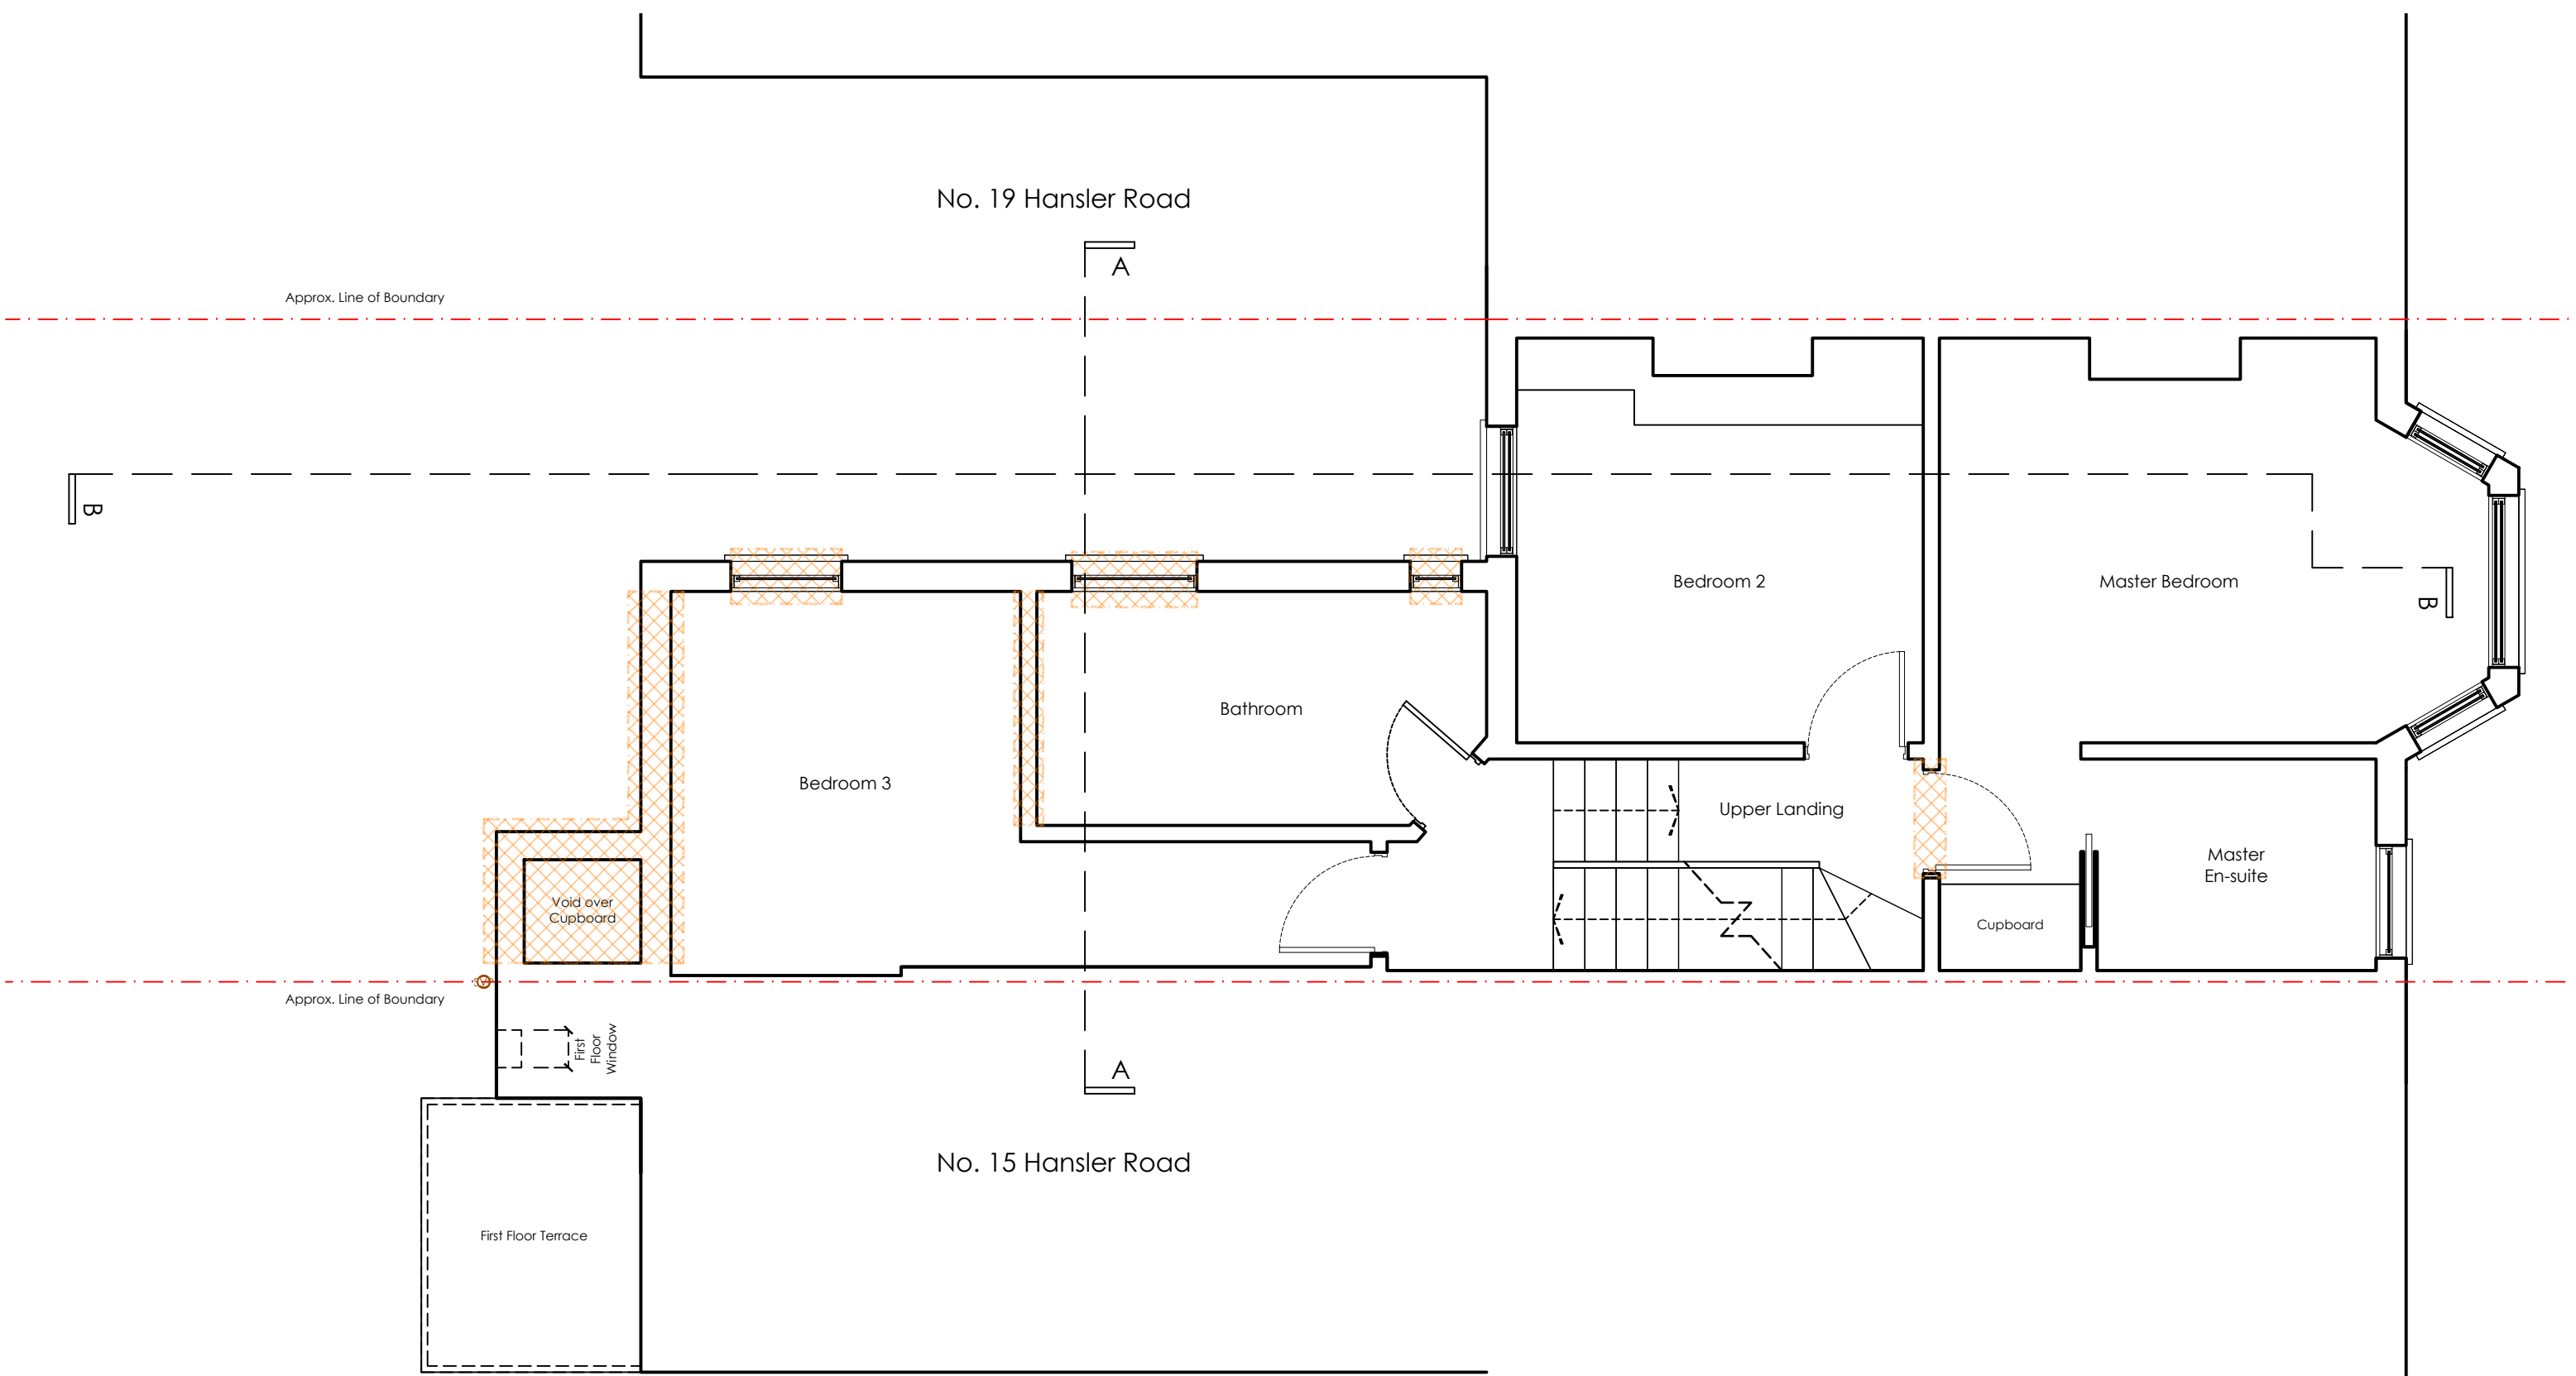 No. 19 Hansler Road
A
Approx. Line of Boundary
B
Bedroom 2
Master Bedroom
B
Bathroom
Bedroom 3
Upper Landing
Master
En-suite
Void over
Cupboard
Cupboard
Approx. Line of Boundary
First
Floor
Window
A
No. 15 Hansler Road
First Floor Terrace